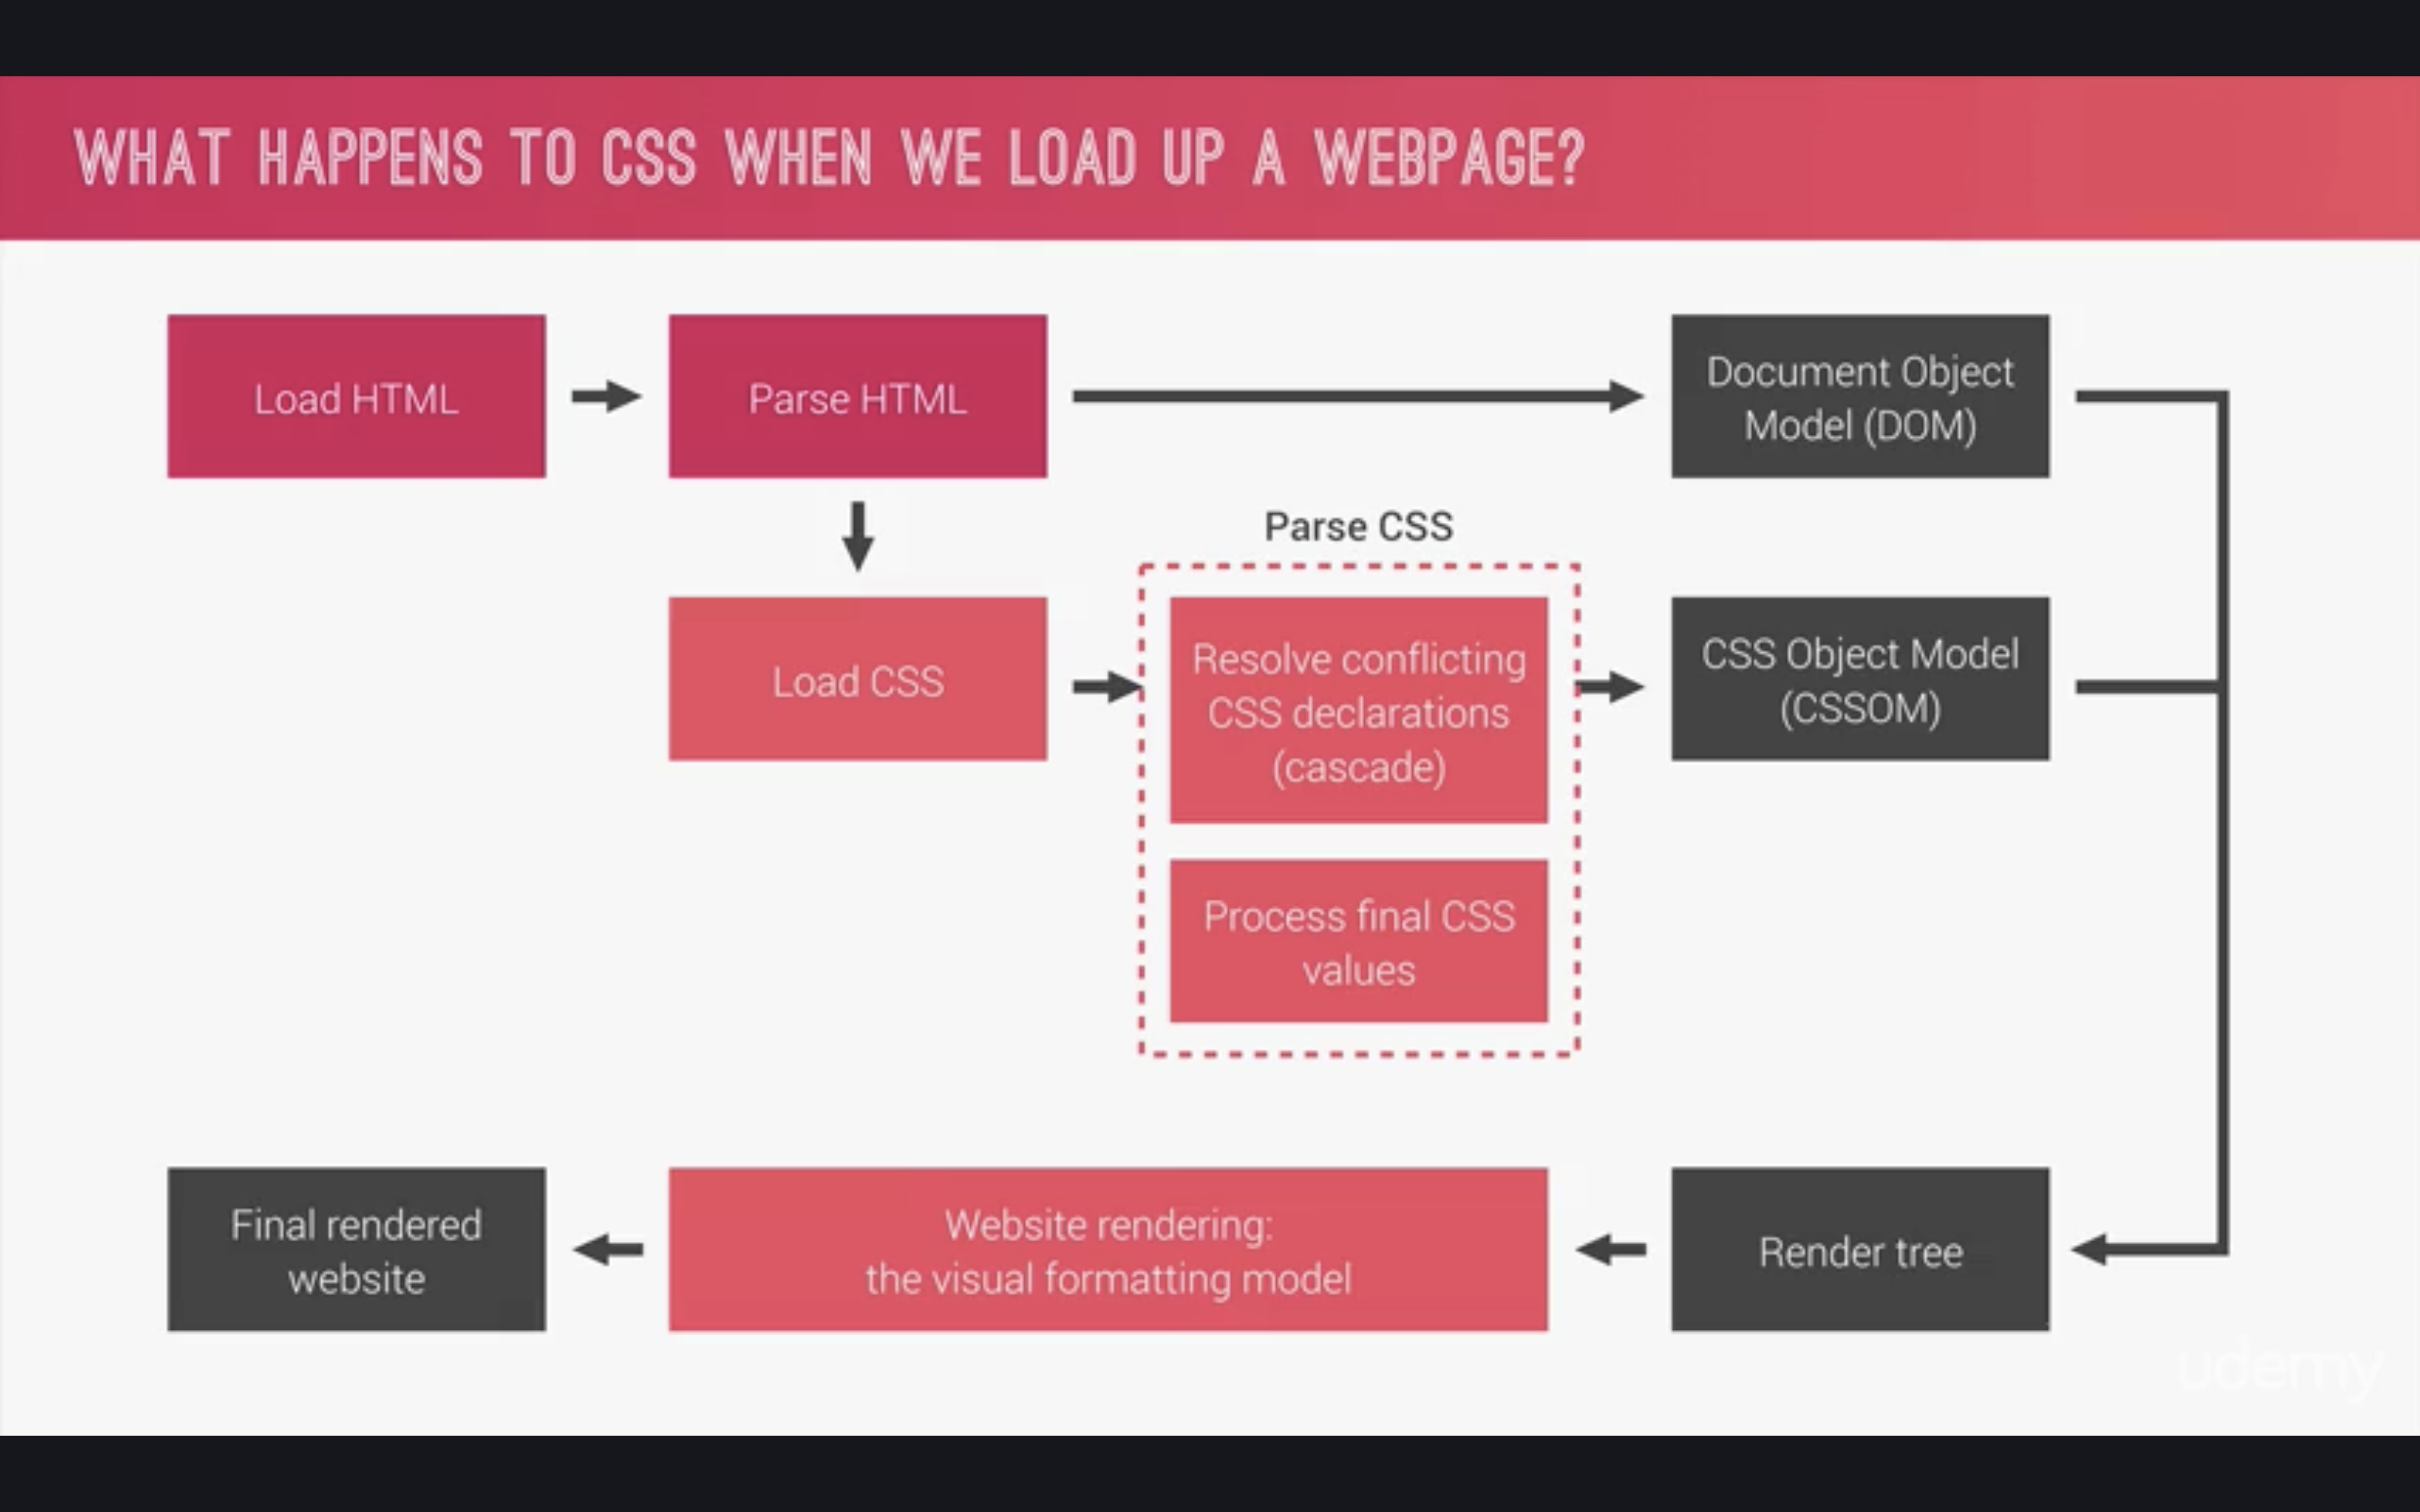 WHAT HAPPENS TO CSS WHEN WE LOAD UP A WEBPAGE?
Load HTML
Parse HTML
Document Object
Model (DOM)
Parse CSS
Load CSS
Resolve conflicting
CSS declarations
(cascade)
CSS Object Model
(CSSOM)
Process final CSS
values
Final rendered
website
Website rendering:
the visual formatting model
Render tree
udemy